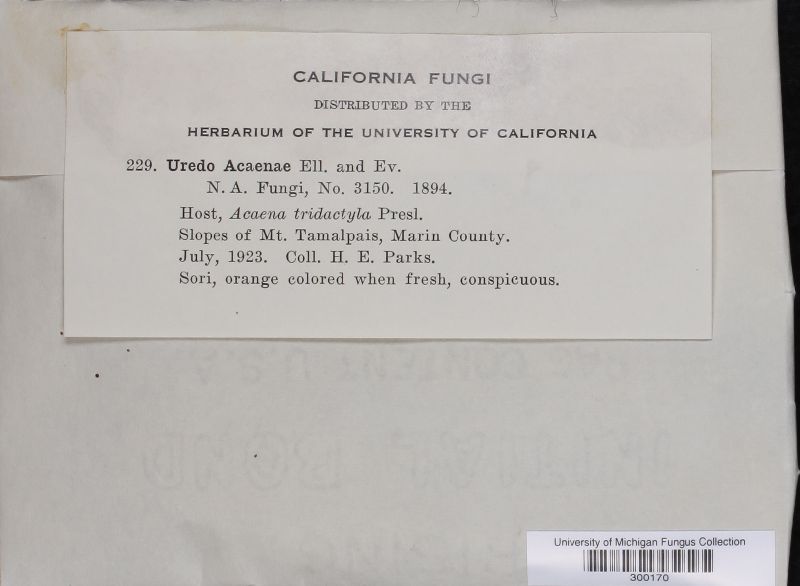 CALIFORNIA FUNGI
DISTRIBUTED BY THE
HERBARIUM OF THE UNIVERSITY OF CALIFORNIA
229. Uredo Acaenae Ell. and Ev.
N. A. Fungi, No. 3150. 1894.
Host, Acaena tridactyla Presl.
Slopes of Mt. Tamalpais, Marin County.
July, 1923. Coll. H. E. Parks.
Sori, orange colored when fresh, conspicuous.
University of Michigan Fungus Collection
300170